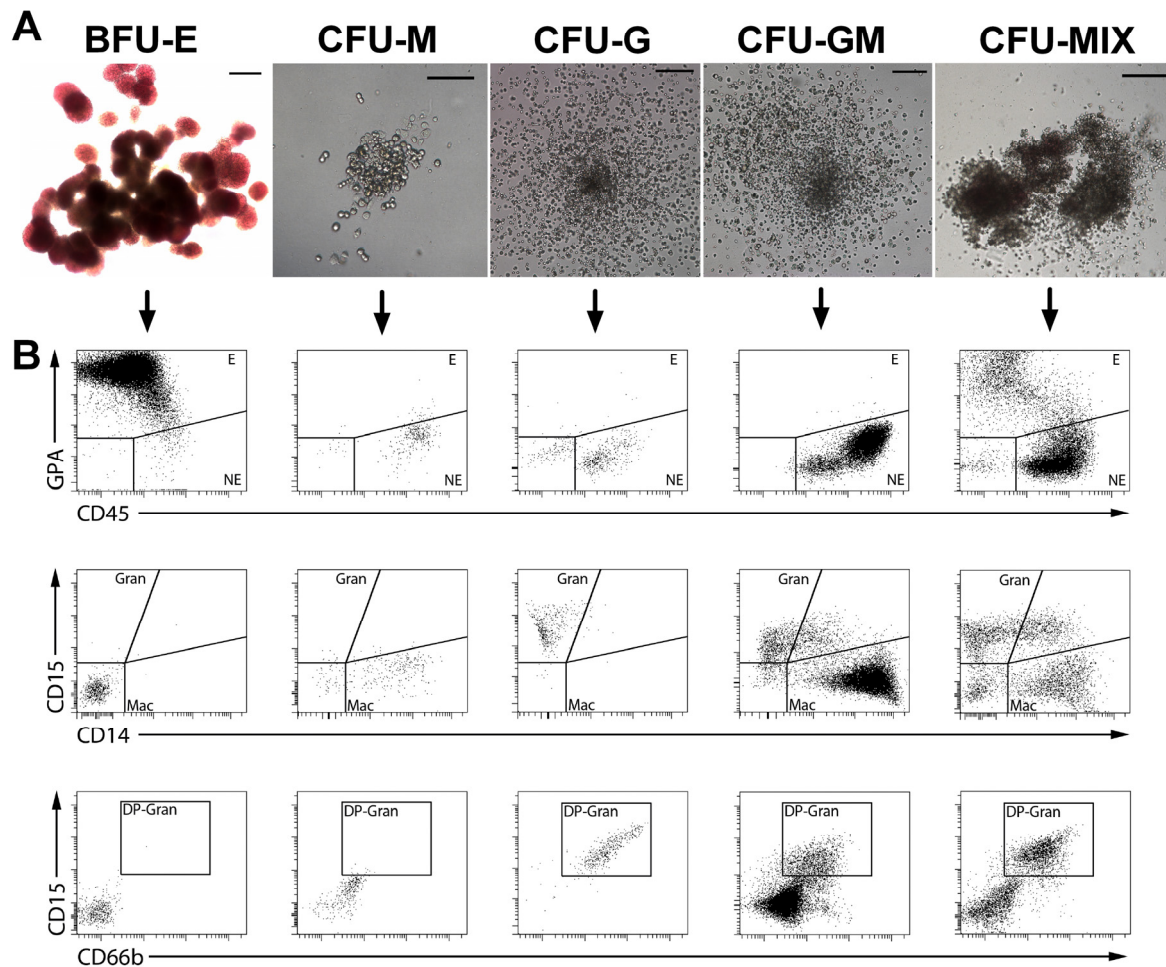 A
BFU-E
CFU-M
CFU-G
CFU-GM
CFU-MIX
B
GPA
E
NE
E
NE
E
NE
E
NE
E
NE
CD45
CD15
Gran
Mac
Gran
Mac
Gran
Mac
Gran
Mac
Gran
Mac
CD14
CD15
DP-Gran
DP-Gran
DP-Gran
DP-Gran
DP-Gran
CD66b